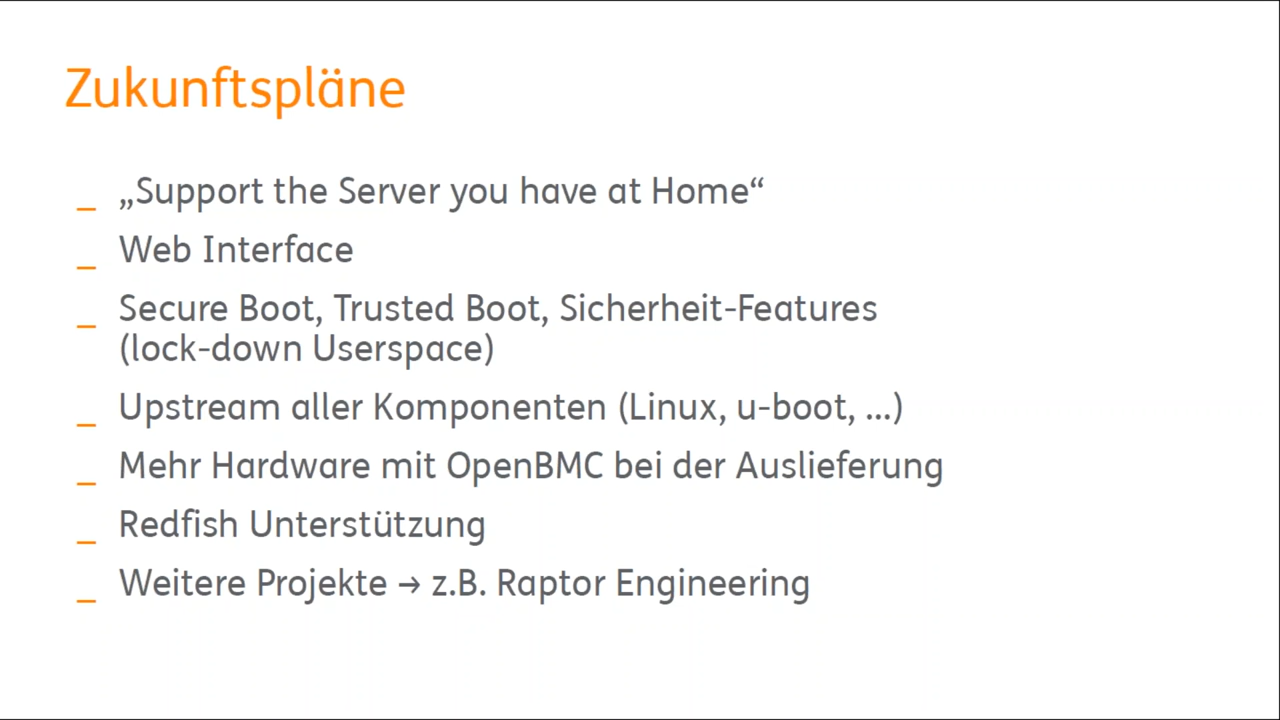 Zukunftspläne
_ „Support the Server you have at Home“
_ Web Interface
_ Secure Boot, Trusted Boot, Sicherheit-Features
(lock-down Userspace)
_ Upstream aller Komponenten (Linux, u-boot, ...)
_ Mehr Hardware mit OpenBMC bei der Auslieferung
_ Redfish Unterstützung
_ Weitere Projekte → z.B. Raptor Engineering